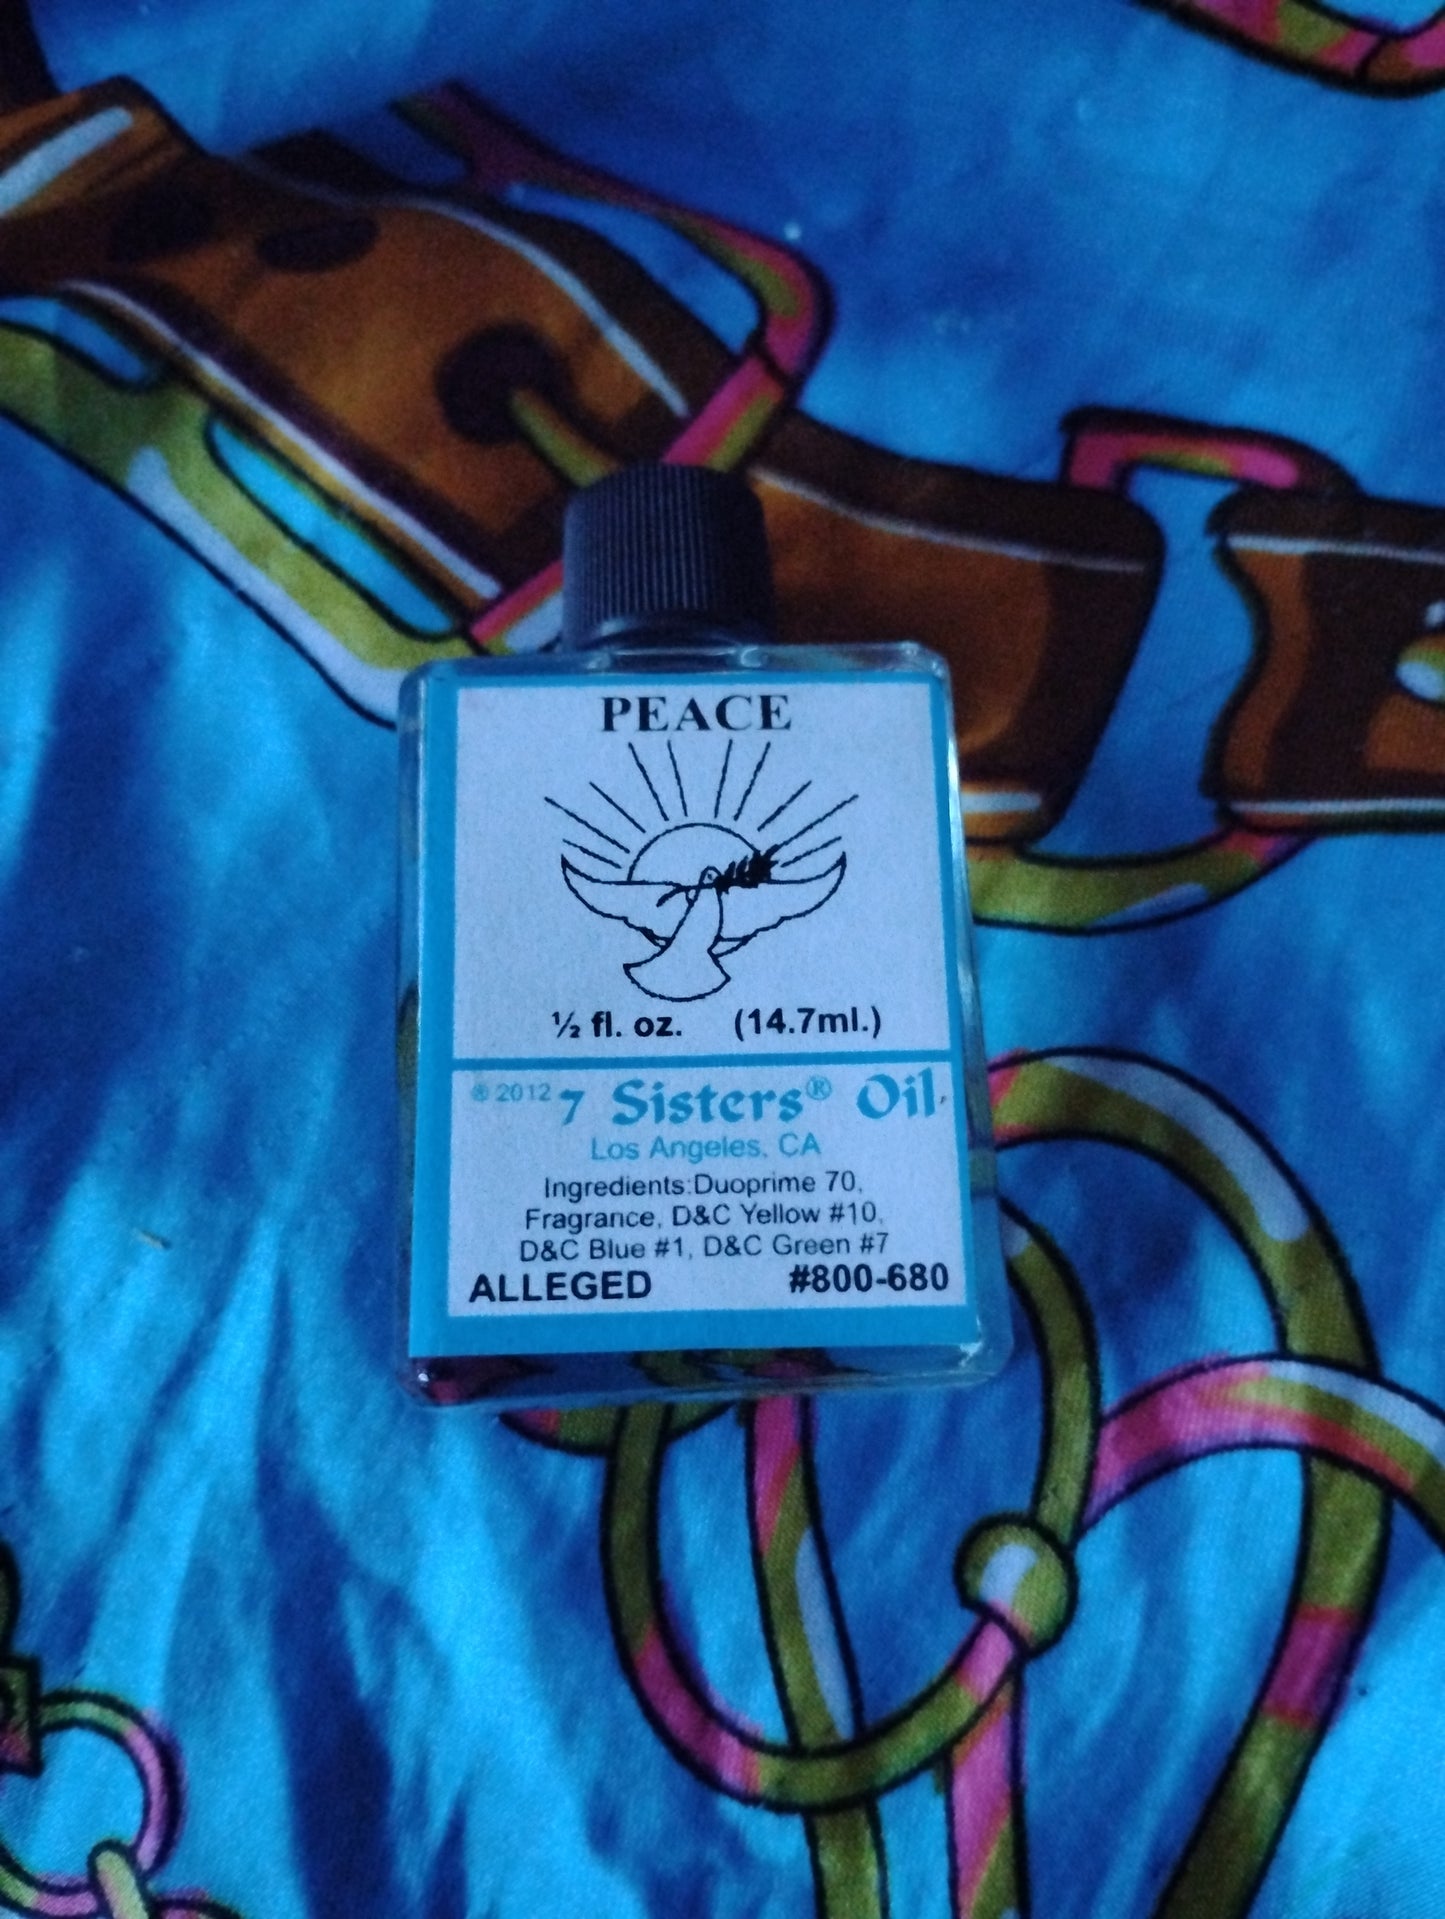 PEACE
½ fl. oz. (14.7ml.)
® 2012 7 Sisters® Oil
Los Angeles, CA
Ingredients:Duoprime 70,
Fragrance, D&C Yellow #10,
D&C Blue #1, D&C Green #7
ALLEGED #800-680